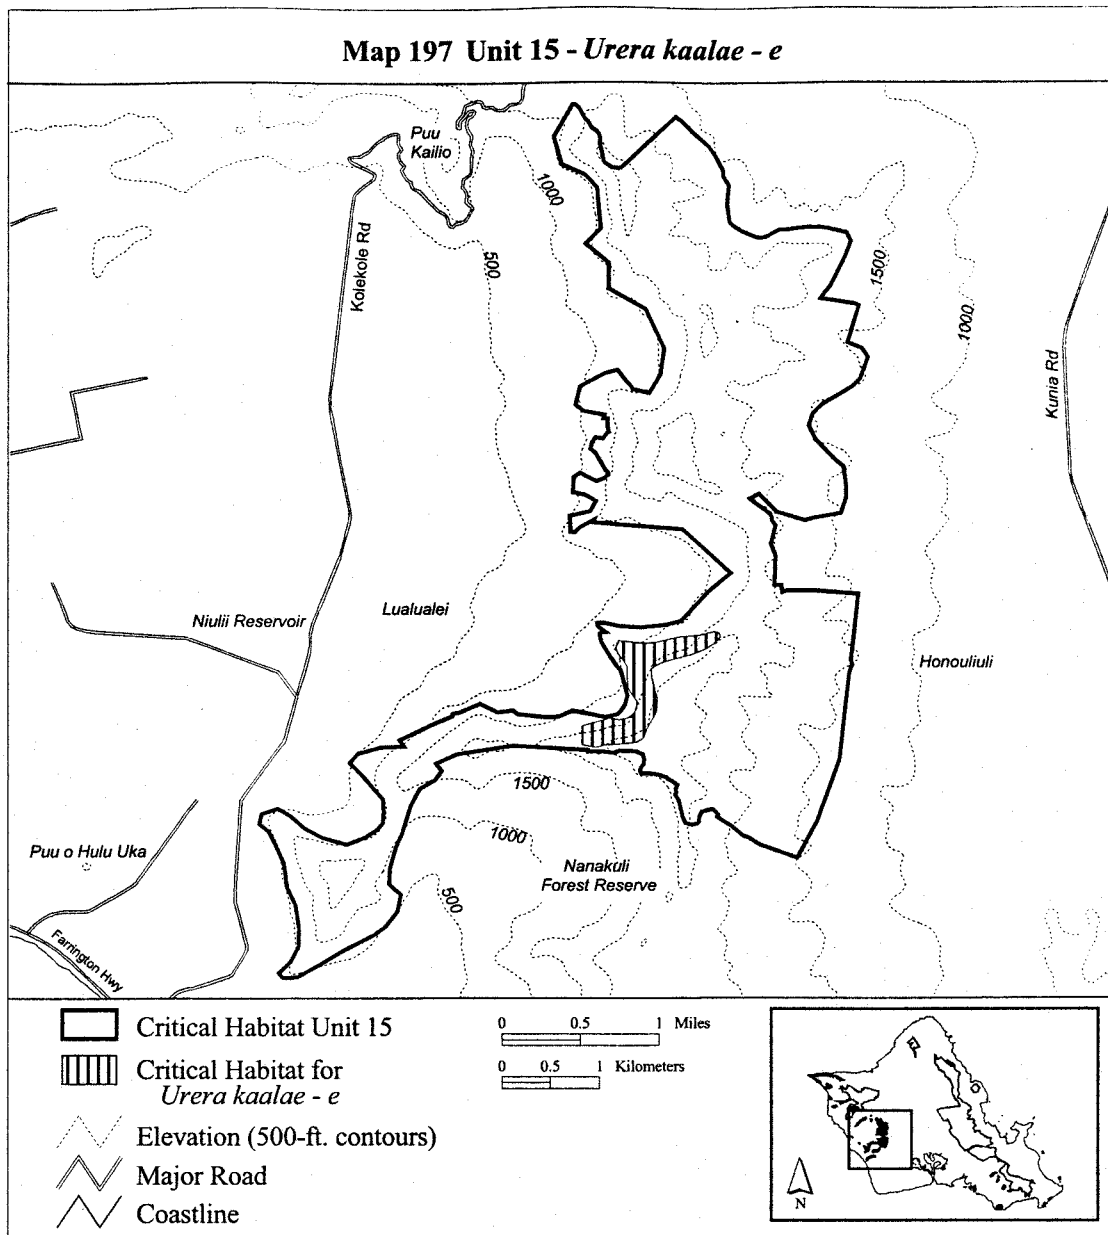 Map 197 Unit 15 - Urera kaalae - e
Puu
Kailio
1000
Kolekole Rd
500
1500
1000
Kunia Rd
Niulii Reservoir
Lualualei
Honouliuli
1500
1000
Puu o Hulu Uka
Nanakuli
Forest Reserve
500
Farrington Hwy
Critical Habitat Unit 15
Critical Habitat for
Urera kaalae - e
Elevation (500-ft. contours)
Major Road
Coastline
0 0.5 1 Miles
0 0.5 1 Kilometers
N